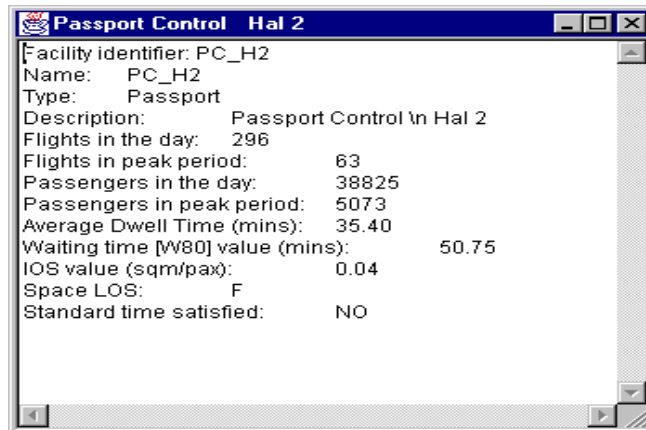 Passport Control Hal 2
Facility identifier: PC_H2
Name: PC_H2
Type: Passport
Description: Passport Control \n Hal 2
Flights in the day: 296
Flights in peak period: 63
Passengers in the day: 38825
Passengers in peak period: 5073
Average Dwell Time (mins): 35.40
Waiting time [W80] value (mins): 50.75
IOS value (sqm/pax): 0.04
Space LOS: F
Standard time satisfied: NO